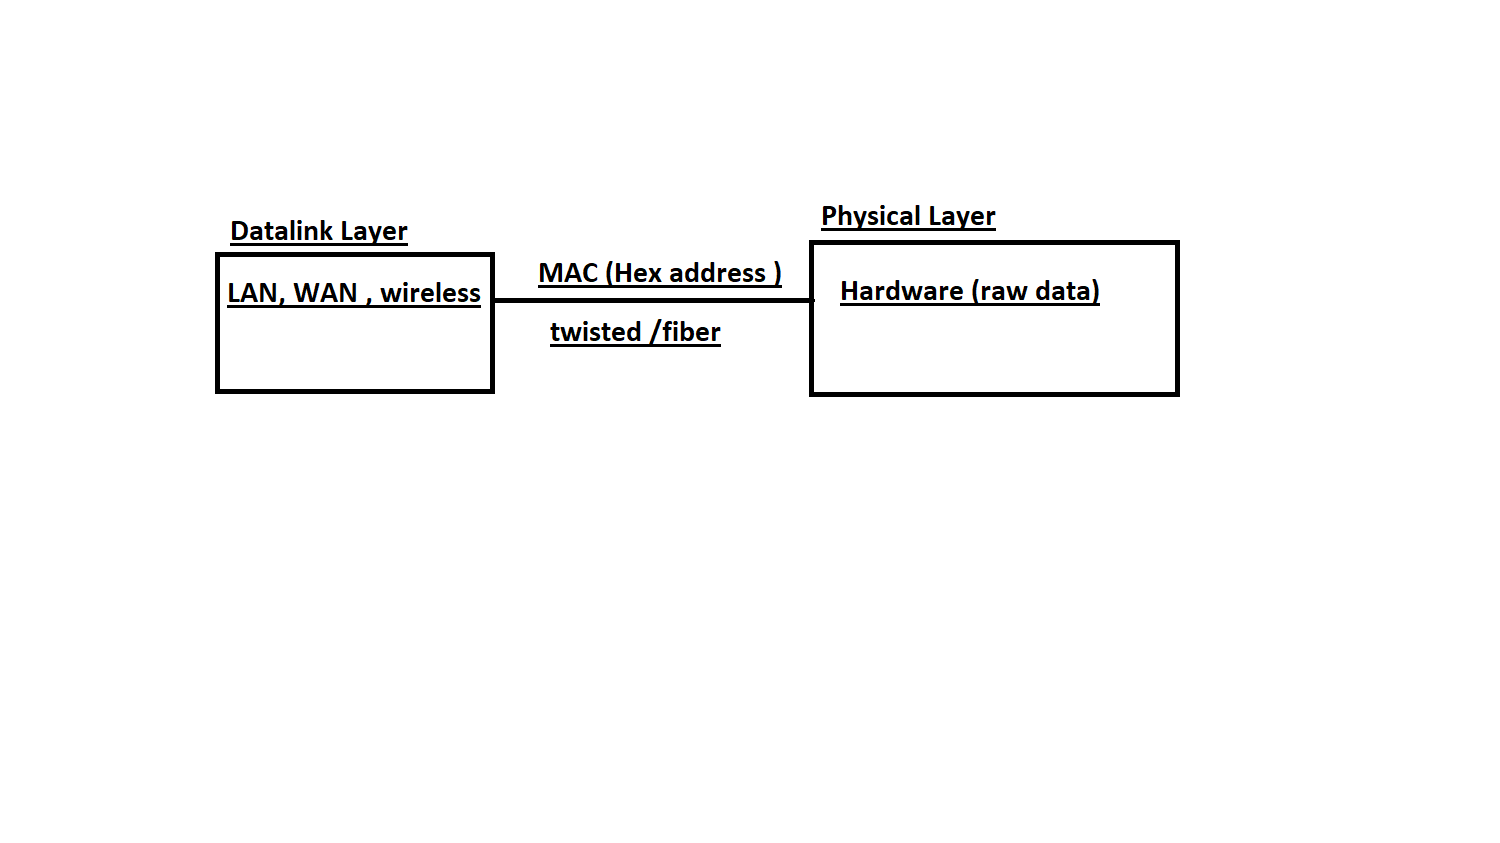 Datalink Layer
LAN, WAN , wireless
MAC (Hex address )
twisted /fiber
Physical Layer
Hardware (raw data)